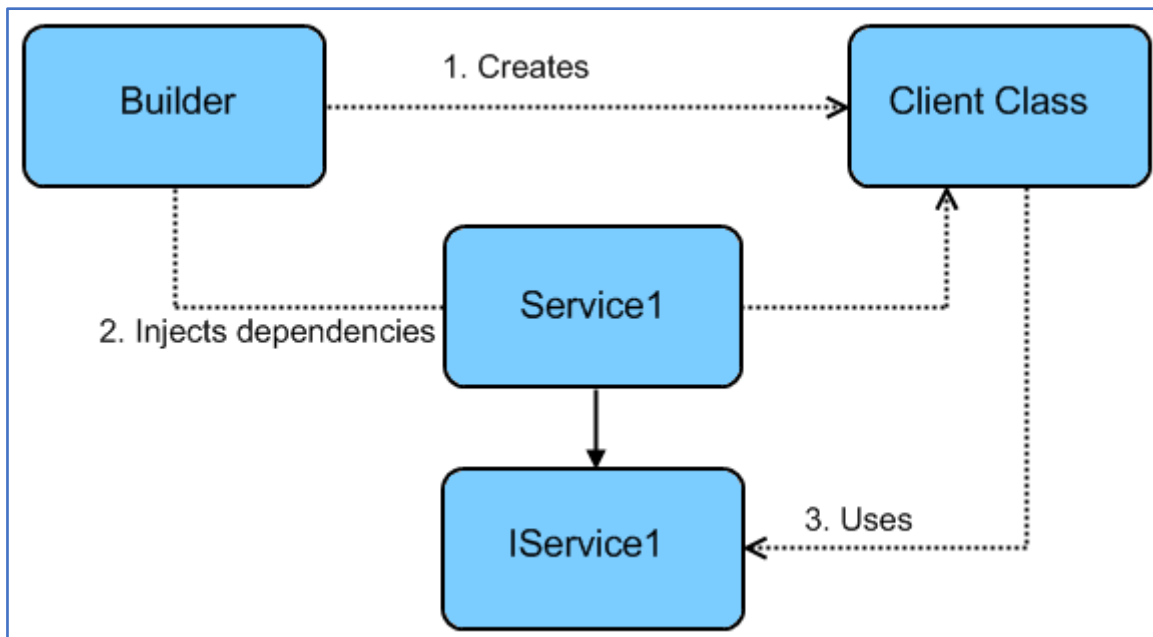 1. Creates
Builder
Client Class
Service1
2. Injects dependencies
IService1
3. Uses